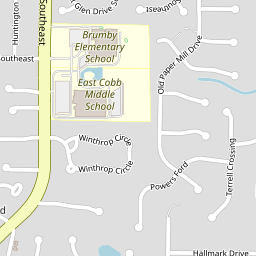 Glen Drive S
Huntington
Southeast
Brumby
Elementary
School
East Cobb
Middle
School
Old Paper Mill Drive
southeast
Winthrop Circle
Winthrop Circle
Powers Ford
Terrell Crossing
Hallmark Drive